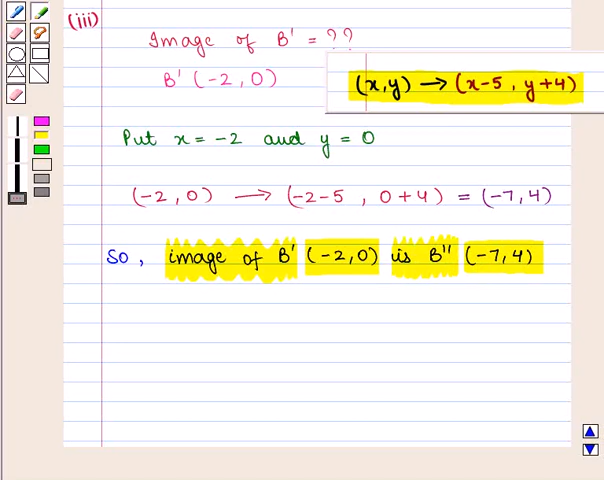 (iii)
Image of B' = ??
B' (-2, 0)
(x,y) → (x-5, y+4)
Put x = -2 and y = 0
(-2, 0) → (-2-5, 0+4) = (-7, 4)
So, image of B' (-2,0) is B'' (-7,4)